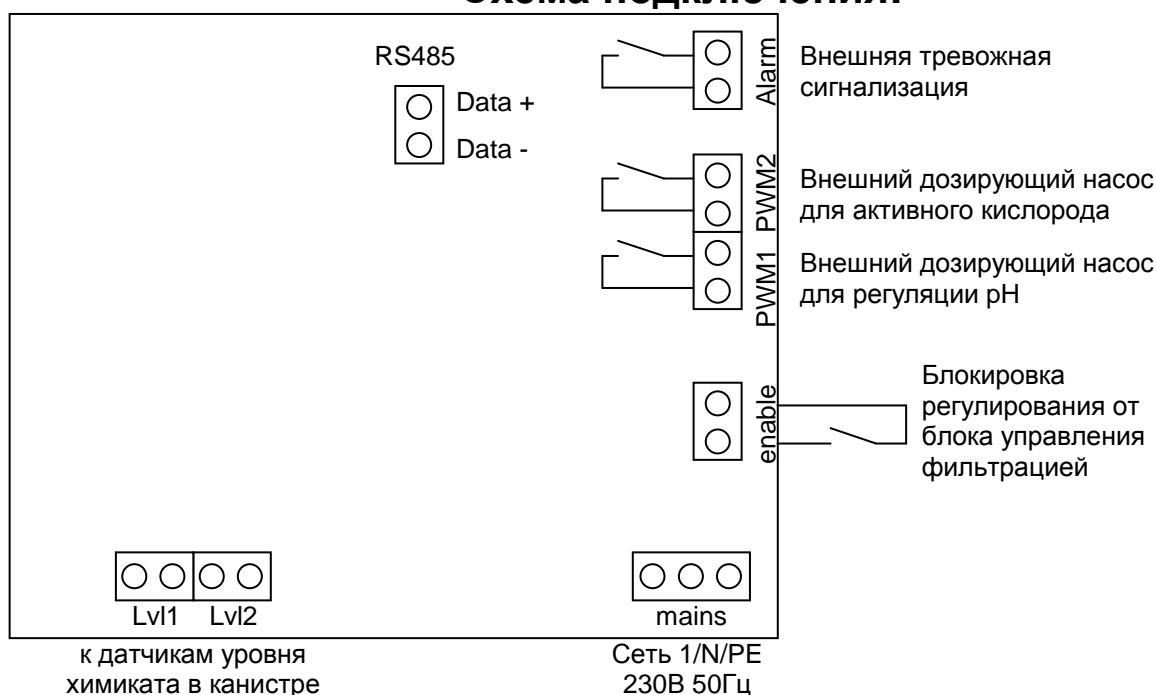 Схема подключения:
RS485
Data +
Data -
Alarm
Внешняя тревожная
сигнализация
PWM2
Внешний дозирующий насос
для активного кислорода
PWM1
Внешний дозирующий насос
для регуляции pH
enable
Блокировка
регулирования от
блока управления
фильтрацией
Lvl1 Lvl2
mains
к датчикам уровня
химиката в канистре
Сеть 1/N/PE
230В 50Гц